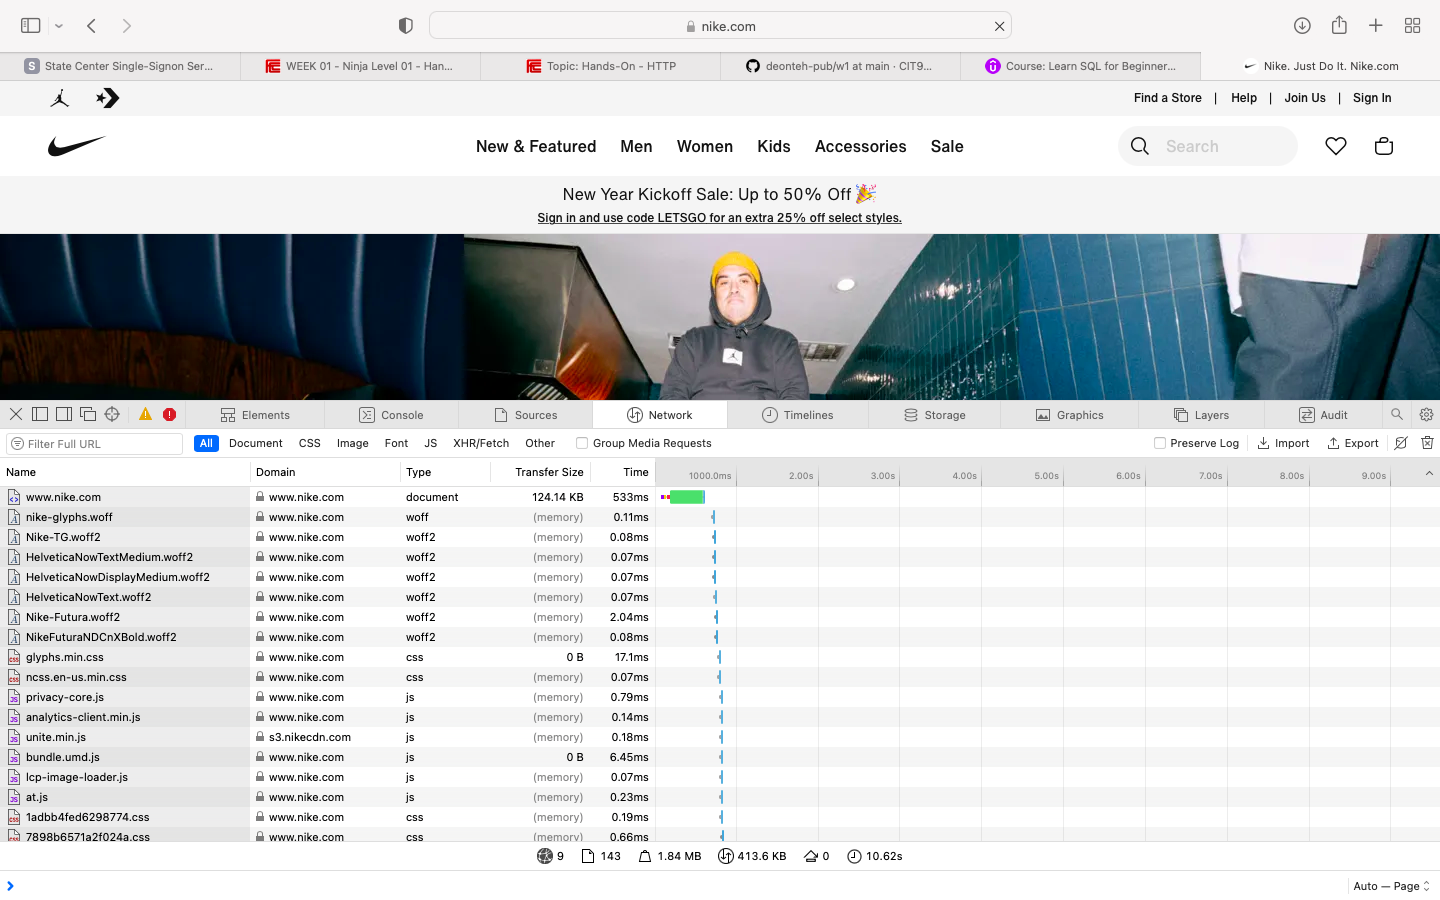 nike.com
S State Center Single-Signon Ser...
WEEK 01 - Ninja Level 01 - Han...
Topic: Hands-On - HTTP
deonteh-pub/w1 at main · CIT9...
Course: Learn SQL for Beginner...
Nike. Just Do It. Nike.com
Find a Store | Help | Join Us | Sign In
New & Featured Men Women Kids Accessories Sale Search
New Year Kickoff Sale: Up to 50% Off 🎉
Sign in and use code LETSGO for an extra 25% off select styles.
Elements Console Sources Network Timelines Storage Graphics Layers Audit
Filter Full URL All Document CSS Image Font JS XHR/Fetch Other Group Media Requests Preserve Log Import Export
Name Domain Type Transfer Size Time 1000.0ms 2.00s 3.00s 4.00s 5.00s 6.00s 7.00s 8.00s 9.00s
www.nike.com www.nike.com document 124.14 KB 533ms
nike-glyphs.woff www.nike.com woff (memory) 0.11ms
Nike-TG.woff2 www.nike.com woff2 (memory) 0.08ms
HelveticaNowTextMedium.woff2 www.nike.com woff2 (memory) 0.07ms
HelveticaNowDisplayMedium.woff2 www.nike.com woff2 (memory) 0.07ms
HelveticaNowText.woff2 www.nike.com woff2 (memory) 0.07ms
Nike-Futura.woff2 www.nike.com woff2 (memory) 2.04ms
NikeFuturaNDCnXBold.woff2 www.nike.com woff2 (memory) 0.08ms
glyphs.min.css www.nike.com css 0 B 17.1ms
ncss.en-us.min.css www.nike.com css (memory) 0.07ms
privacy-core.js www.nike.com js (memory) 0.79ms
analytics-client.min.js www.nike.com js (memory) 0.14ms
unite.min.js s3.nikecdn.com js (memory) 0.18ms
bundle.umd.js www.nike.com js 0 B 6.45ms
lcp-image-loader.js www.nike.com js (memory) 0.07ms
at.js www.nike.com js (memory) 0.23ms
1adbb4fed6298774.css www.nike.com css (memory) 0.19ms
7898b6571a2f024a.css www.nike.com css (memory) 0.66ms
9 143 1.84 MB 413.6 KB 0 10.62s
Auto — Page